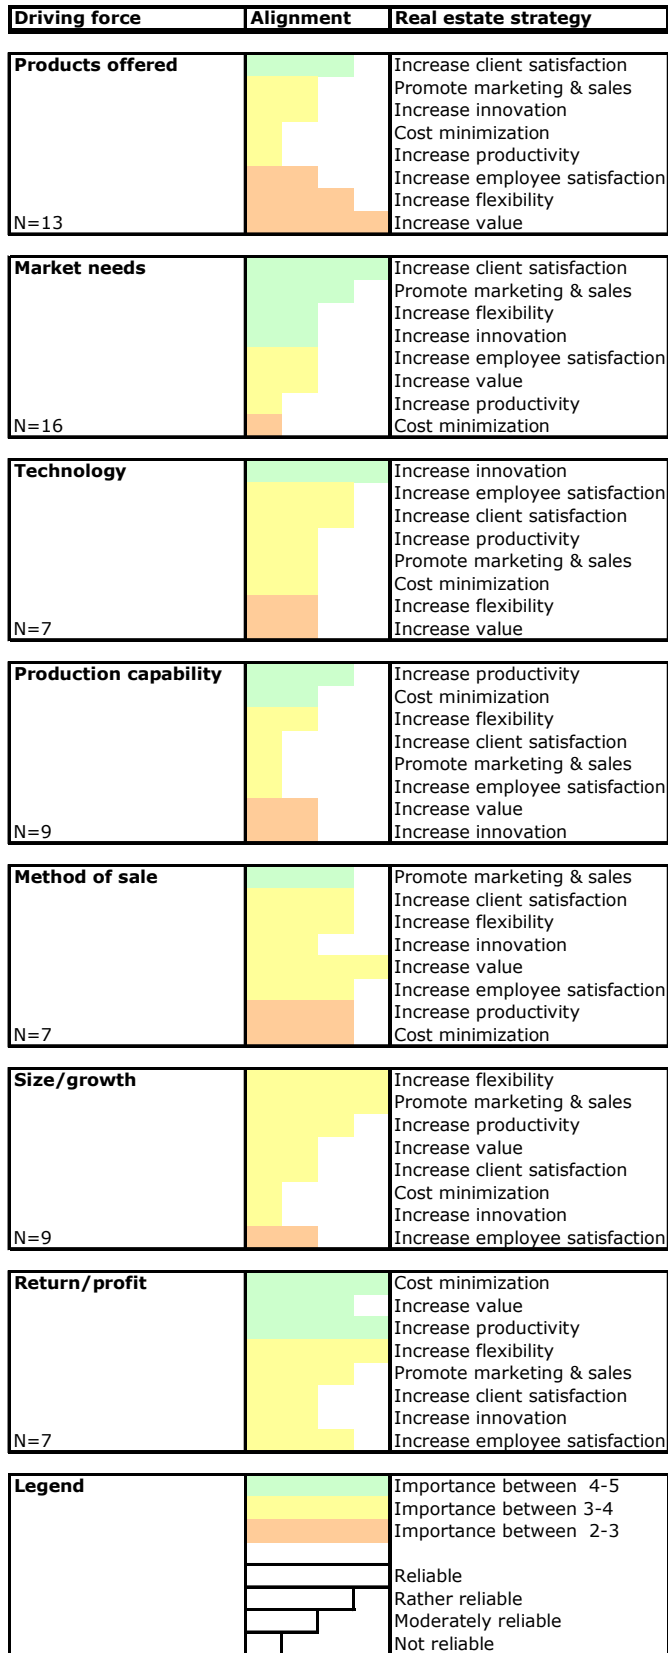 Driving force Alignment Real estate strategy
Products offered Increase client satisfaction
Promote marketing & sales
Increase innovation
Cost minimization
Increase productivity
Increase employee satisfaction
Increase flexibility
N=13 Increase value
Market needs Increase client satisfaction
Promote marketing & sales
Increase flexibility
Increase innovation
Increase employee satisfaction
Increase value
Increase productivity
N=16 Cost minimization
Technology Increase innovation
Increase employee satisfaction
Increase client satisfaction
Increase productivity
Promote marketing & sales
Cost minimization
Increase flexibility
N=7 Increase value
Production capability Increase productivity
Cost minimization
Increase flexibility
Increase client satisfaction
Promote marketing & sales
Increase employee satisfaction
Increase value
N=9 Increase innovation
Method of sale Promote marketing & sales
Increase client satisfaction
Increase flexibility
Increase innovation
Increase value
Increase employee satisfaction
Increase productivity
N=7 Cost minimization
Size/growth Increase flexibility
Promote marketing & sales
Increase productivity
Increase value
Increase client satisfaction
Cost minimization
Increase innovation
N=9 Increase employee satisfaction
Return/profit Cost minimization
Increase value
Increase productivity
Increase flexibility
Promote marketing & sales
Increase client satisfaction
Increase innovation
N=7 Increase employee satisfaction
Legend Importance between 4-5
Importance between 3-4
Importance between 2-3
Reliable
Rather reliable
Moderately reliable
Not reliable